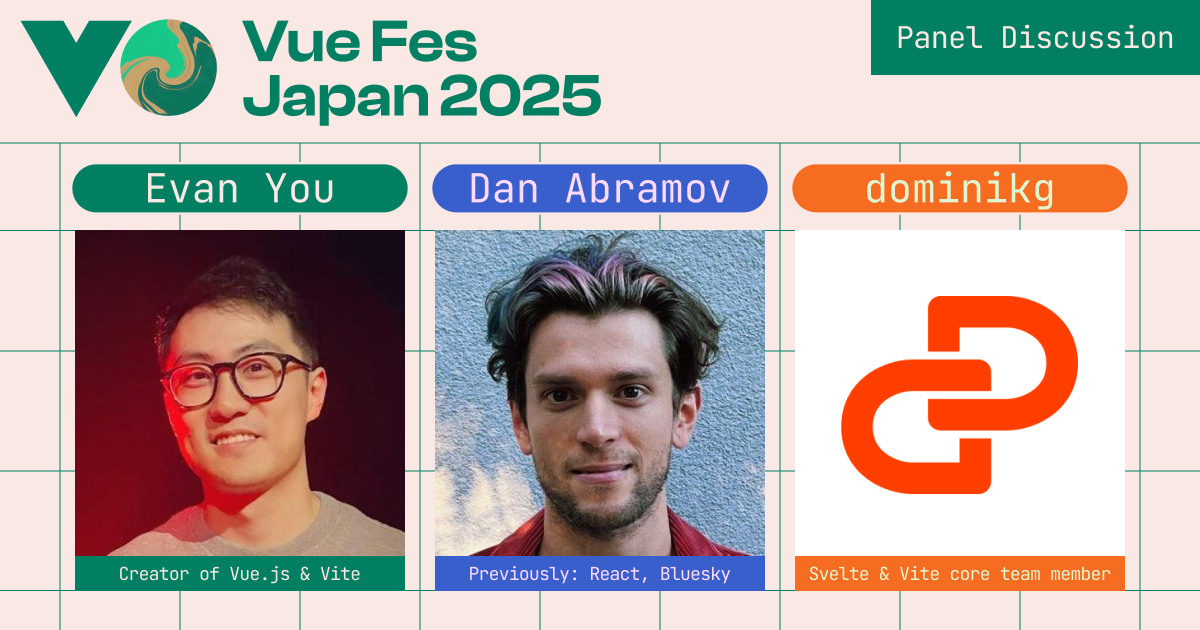 Vue Fes
Japan 2025
Panel Discussion
Evan You
Dan Abramov
dominikg
Creator of Vue.js & Vite
Previously: React, Bluesky
Svelte & Vite core team member